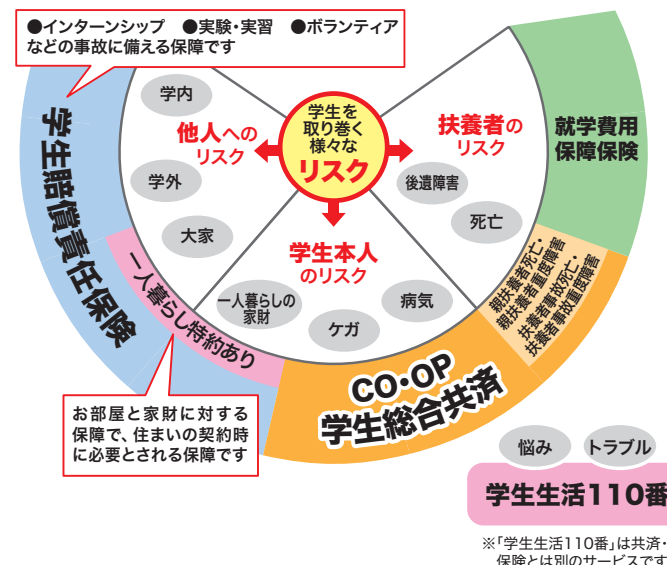 ●インターンシップ ●実験・実習 ●ボランティア
などの事故に備える保障です
学生を
取り巻く
様々な
リスク
他人への
リスク
学内
学外
大家
扶養者の
リスク
後遺障害
死亡
学生本人
のリスク
一人暮らしの
家財
ケガ
病気
学生賠償責任保険
一人暮らし特約あり
お部屋と家財に対する
保障で、住まいの契約時
に必要とされる保障です
CO・OP
学生総合共済
親扶養者死亡・
親扶養者重度障害
扶養者事故死亡・
扶養者事故重度障害
就学費用
保障保険
悩み
トラブル
学生生活110番
※「学生生活110番」は共済・
保険とは別のサービスです